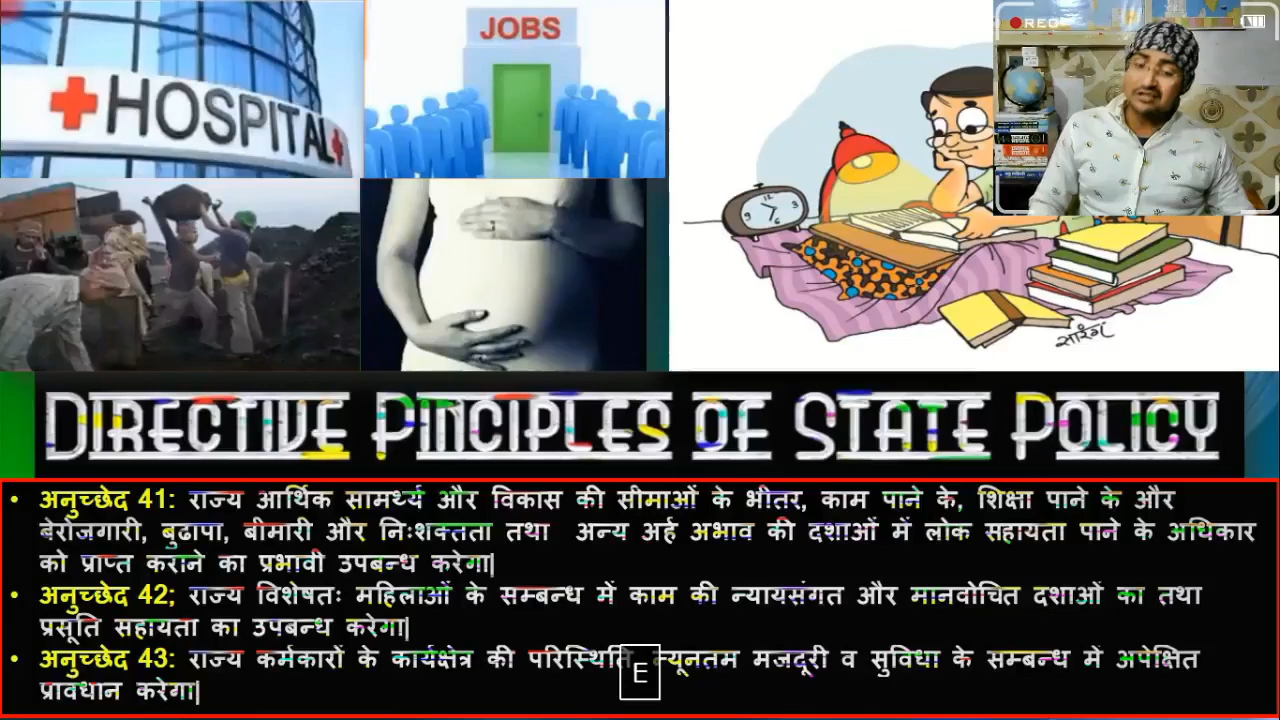 HOSPITAL
JOBS
REC
सारंग
DIRECTIVE PINCIPLES OF STATE POLICY
• अनुच्छेद 41: राज्य आर्थिक सामर्थ्य और विकास की सीमाओं के भीतर, काम पाने के, शिक्षा पाने के और
बेरोजगारी, बुढापा, बीमारी और निःशक्तता तथा अन्य अर्ह अभाव की दशाओं में लोक सहायता पाने के अधिकार
को प्राप्त कराने का प्रभावी उपबन्ध करेगा|
• अनुच्छेद 42; राज्य विशेषतः महिलाओं के सम्बन्ध में काम की न्यायसंगत और मानवोचित दशाओं का तथा
प्रसूति सहायता का उपबन्ध करेगा|
• अनुच्छेद 43: राज्य कर्मकारों के कार्यक्षेत्र की परिस्थिति न्यूनतम मजदूरी व सुविधा के सम्बन्ध में अपेक्षित
प्रावधान करेगा|
E